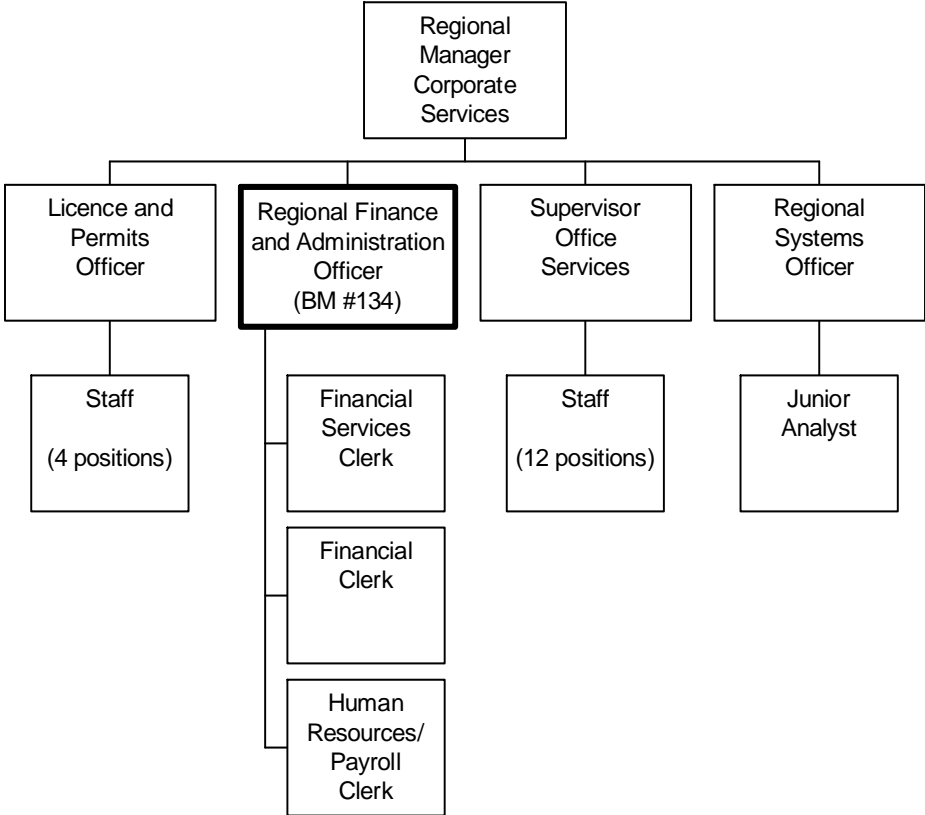 Regional
Manager
Corporate
Services
Licence and
Permits
Officer
Regional Finance
and Administration
Officer
(BM #134)
Supervisor
Office
Services
Regional
Systems
Officer
Staff
(4 positions)
Financial
Services
Clerk
Staff
(12 positions)
Junior
Analyst
Financial
Clerk
Human
Resources/
Payroll
Clerk